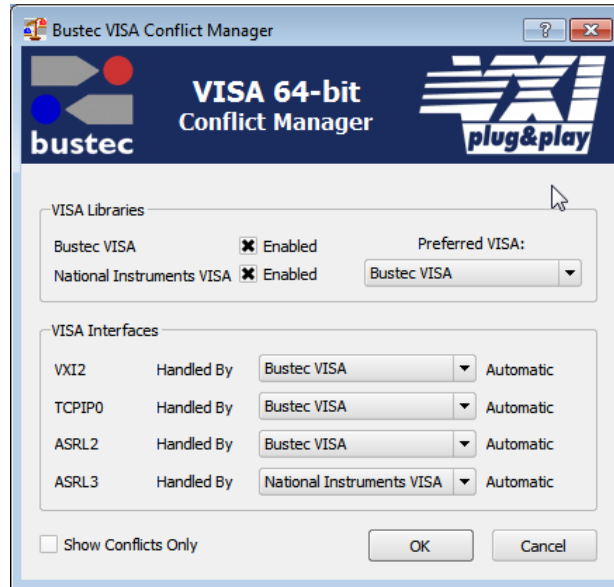 Bustec VISA Conflict Manager
bustec
VISA 64-bit
Conflict Manager
VXI
plug&play
VISA Libraries
Bustec VISA Enabled Preferred VISA:
National Instruments VISA Enabled Bustec VISA
VISA Interfaces
VXI2 Handled By Bustec VISA Automatic
TCPIP0 Handled By Bustec VISA Automatic
ASRL2 Handled By Bustec VISA Automatic
ASRL3 Handled By National Instruments VISA Automatic
Show Conflicts Only OK Cancel